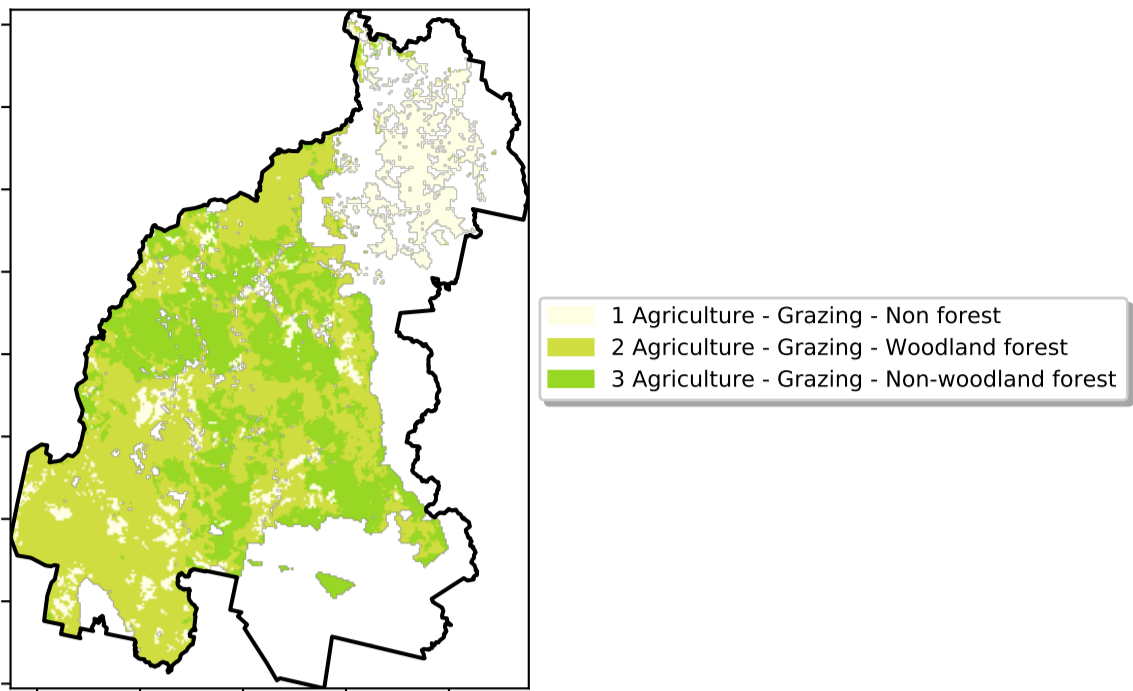 1 Agriculture - Grazing - Non forest
2 Agriculture - Grazing - Woodland forest
3 Agriculture - Grazing - Non-woodland forest